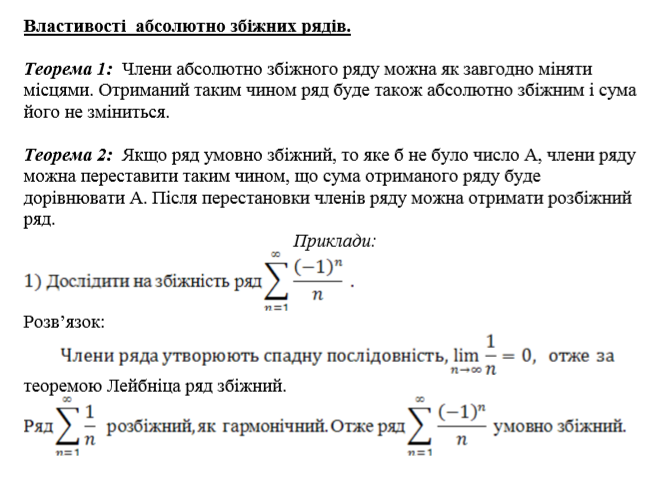 Властивості абсолютно збіжних рядів.
Теорема 1: Члени абсолютно збіжного ряду можна як завгодно міняти
місцями. Отриманий таким чином ряд буде також абсолютно збіжним і сума
його не зміниться.
Теорема 2: Якщо ряд умовно збіжний, то яке б не було число А, члени ряду
можна переставити таким чином, що сума отриманого ряду буде
дорівнювати А. Після перестановки членів ряду можна отримати розбіжний
ряд.
Приклади:
1) Дослідити на збіжність ряд ∑_{n=1}^{∞} (−1)^n / n .
Розв’язок:
Члени ряда утворюють спадну послідовність, lim_{n→∞} 1/n = 0, отже за
теоремою Лейбніца ряд збіжний.
Ряд ∑_{n=1}^{∞} 1/n розбіжний, як гармонічний. Отже ряд ∑_{n=1}^{∞} (−1)^n / n умовно збіжний.